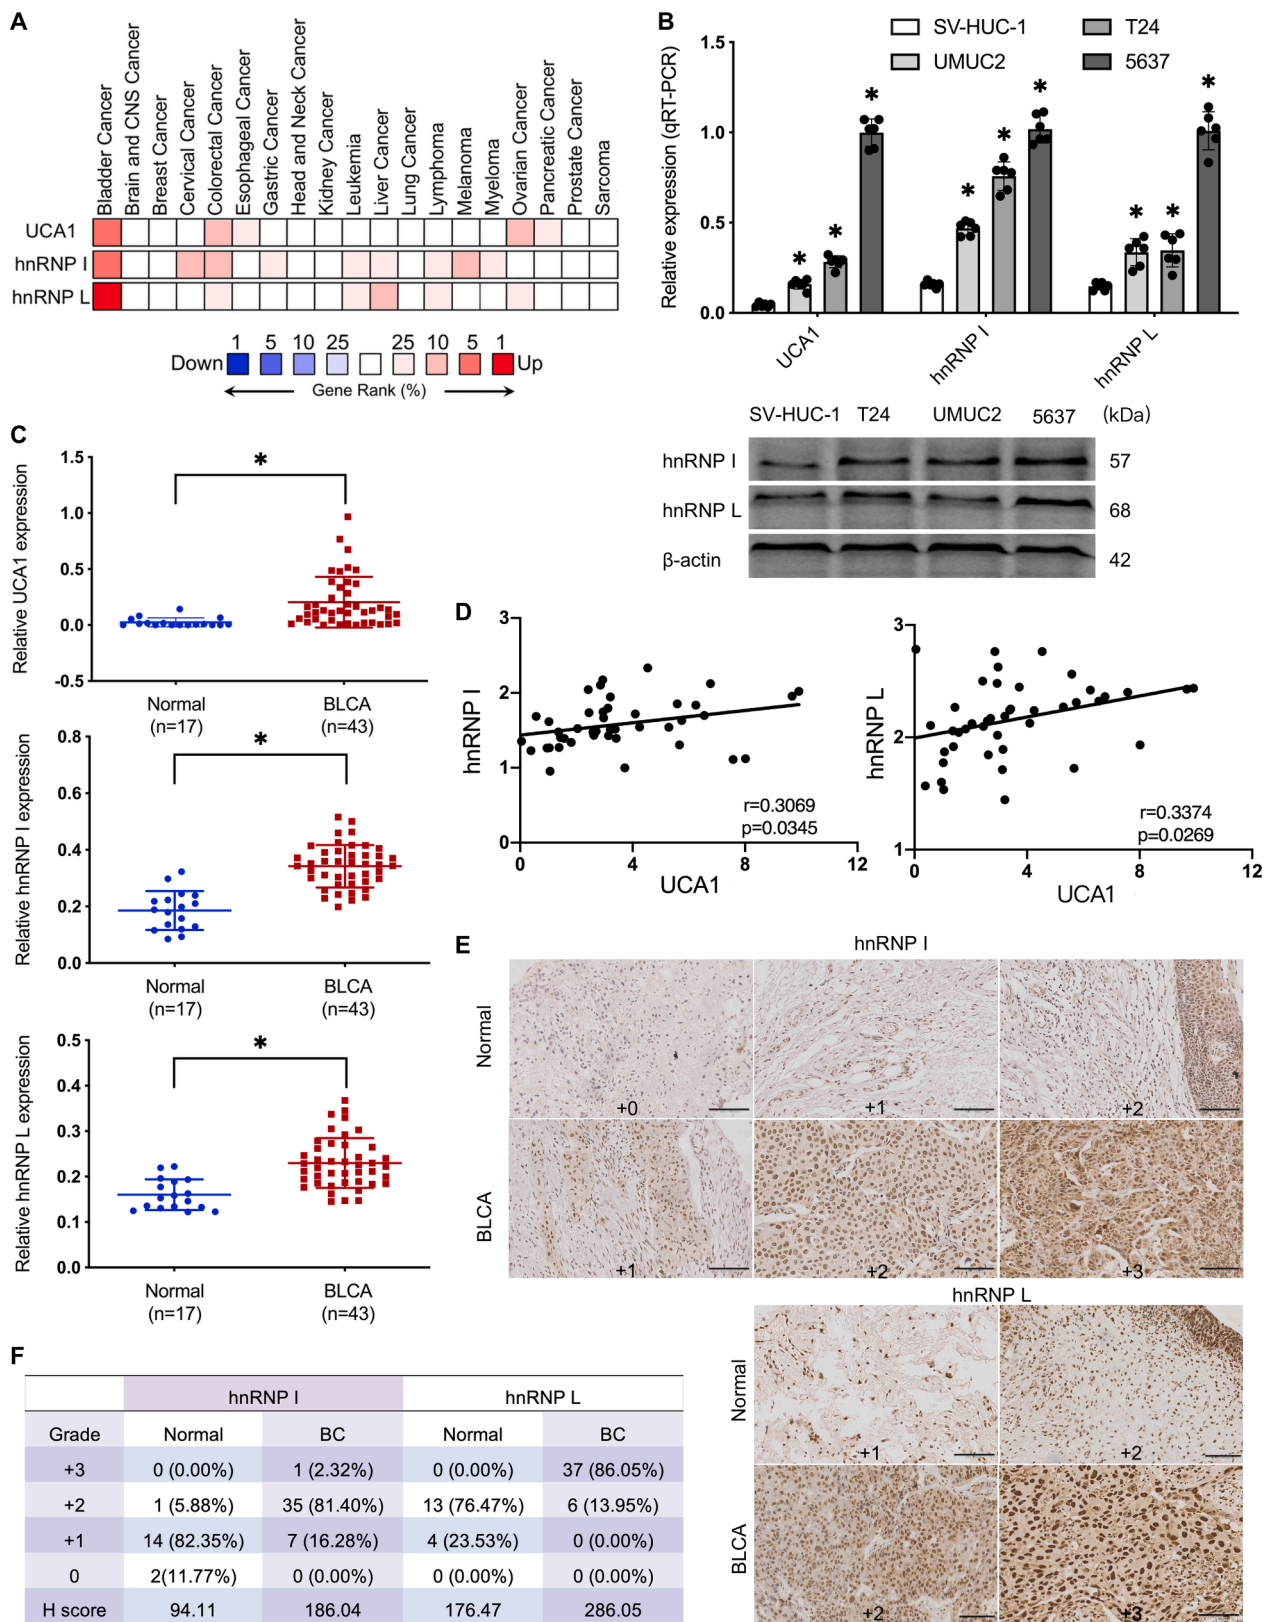 A
Bladder Cancer
Brain and CNS Cancer
Breast Cancer
Cervical Cancer
Colorectal Cancer
Esophageal Cancer
Gastric Cancer
Head and Neck Cancer
Kidney Cancer
Leukemia
Liver Cancer
Lung Cancer
Lymphoma
Melanoma
Myeloma
Ovarian Cancer
Pancreatic Cancer
Prostate Cancer
Sarcoma
UCA1
hnRNP I
hnRNP L
1 5 10 25 25 10 5 1
Down Up
Gene Rank (%)
B
SV-HUC-1 T24
UMUC2 5637
Relative expression (qRT-PCR)
1.5
1.0
0.5
0.0
* * * * * * * * *
UCA1 hnRNP I hnRNP L
SV-HUC-1 T24 UMUC2 5637 (kDa)
hnRNP I 57
hnRNP L 68
β-actin 42
C
Relative UCA1 expression
1.5
1.0
0.5
0.0
-0.5
*
Normal BLCA
(n=17) (n=43)
Relative hnRNP I expression
0.8
0.6
0.4
0.2
0.0
*
Normal BLCA
(n=17) (n=43)
Relative hnRNP L expression
0.5
0.4
0.3
0.2
0.1
0.0
*
Normal BLCA
(n=17) (n=43)
D
hnRNP I
3
2
1
0
r=0.3069
p=0.0345
0 4 8 12
UCA1
hnRNP L
3
2
1
r=0.3374
p=0.0269
0 4 8 12
UCA1
E
hnRNP I
Normal
+0 +1 +2
BLCA
+1 +2 +3
hnRNP L
Normal
+1 +2
BLCA
+2 +3
F
hnRNP I hnRNP L
Grade Normal BC Normal BC
+3 0 (0.00%) 1 (2.32%) 0 (0.00%) 37 (86.05%)
+2 1 (5.88%) 35 (81.40%) 13 (76.47%) 6 (13.95%)
+1 14 (82.35%) 7 (16.28%) 4 (23.53%) 0 (0.00%)
0 2(11.77%) 0 (0.00%) 0 (0.00%) 0 (0.00%)
H score 94.11 186.04 176.47 286.05